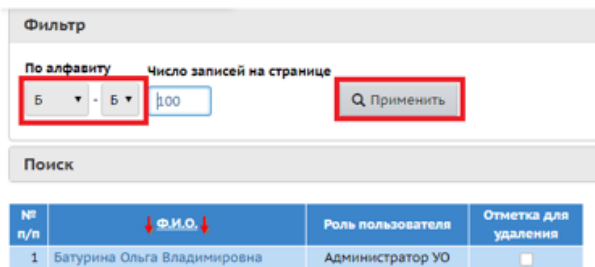 Фильтр
По алфавиту Число записей на странице
Б - Б 100 Применить
Поиск
№ п/п Ф.И.О. Роль пользователя Отметка для удаления
1 Батурина Ольга Владимировна Администратор УО